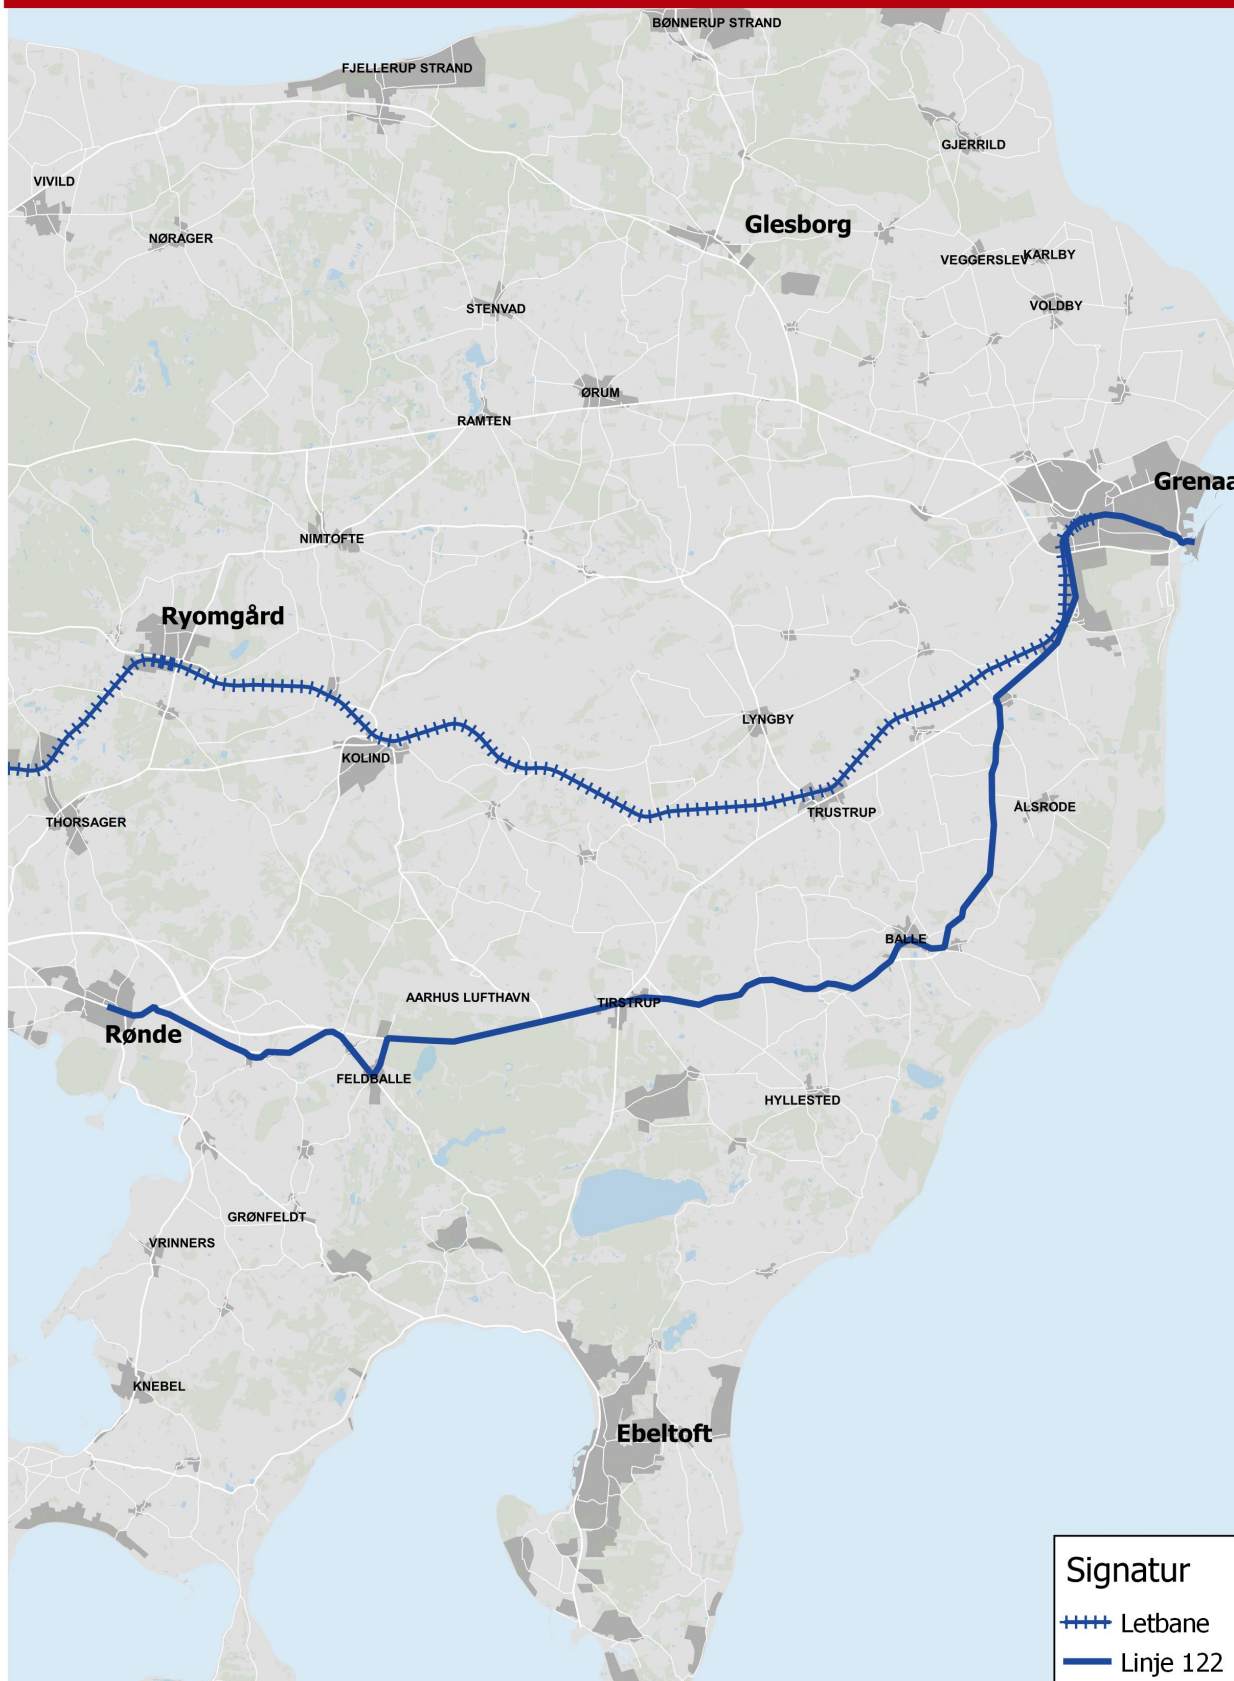 BØNNERUP STRAND
FJELLERUP STRAND
GJERRILD
VIVILD
Glesborg
NØRAGER
KARLBY
VEGGERSLEV
STENVAD
VOLDBY
ØRUM
RAMTEN
Grenaa
NIMTOFTE
Ryomgård
LYNGBY
KOLIND
ÅLSRODE
TRUSTRUP
THORSAGER
BALLE
AARHUS LUFTHAVN
TIRSTRUP
Rønde
FELDBALLE
HYLLESTED
GRØNFELDT
VRINNERS
KNEBEL
Ebeltoft
Signatur
Letbane
Linje 122